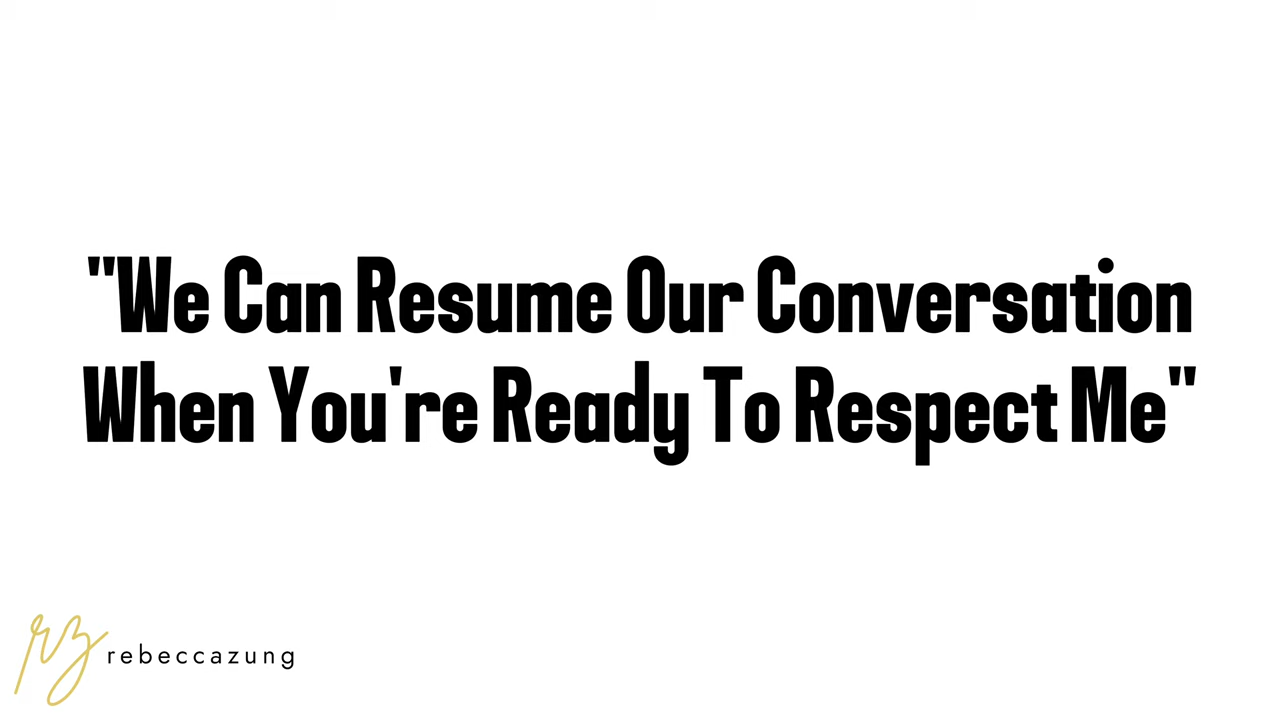 "We Can Resume Our Conversation
When You're Ready To Respect Me"
rz rebeccazung